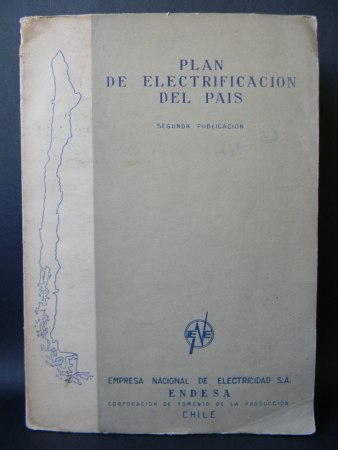 PLAN
DE ELECTRIFICACION
DEL PAIS
SEGUNDA PUBLICACION
ENE
EMPRESA NACIONAL DE ELECTRICIDAD S.A.
ENDESA
CORPORACION DE FOMENTO DE LA PRODUCCION
CHILE